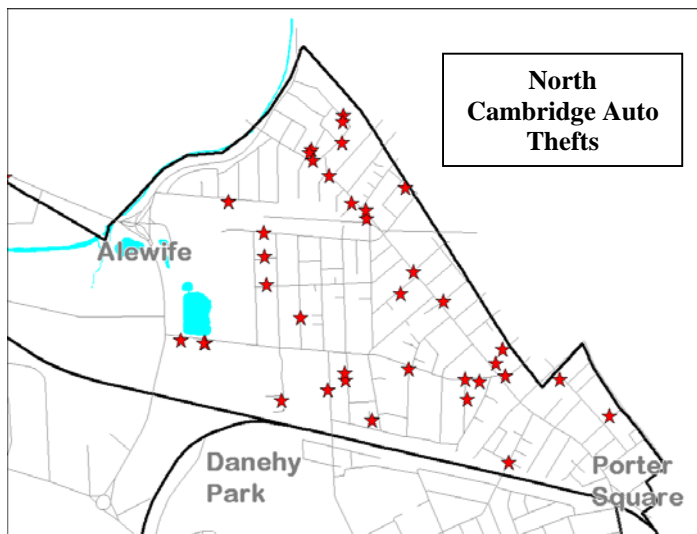 North
Cambridge Auto
Thefts
Alewife
Danehy
Park
Porter
Square